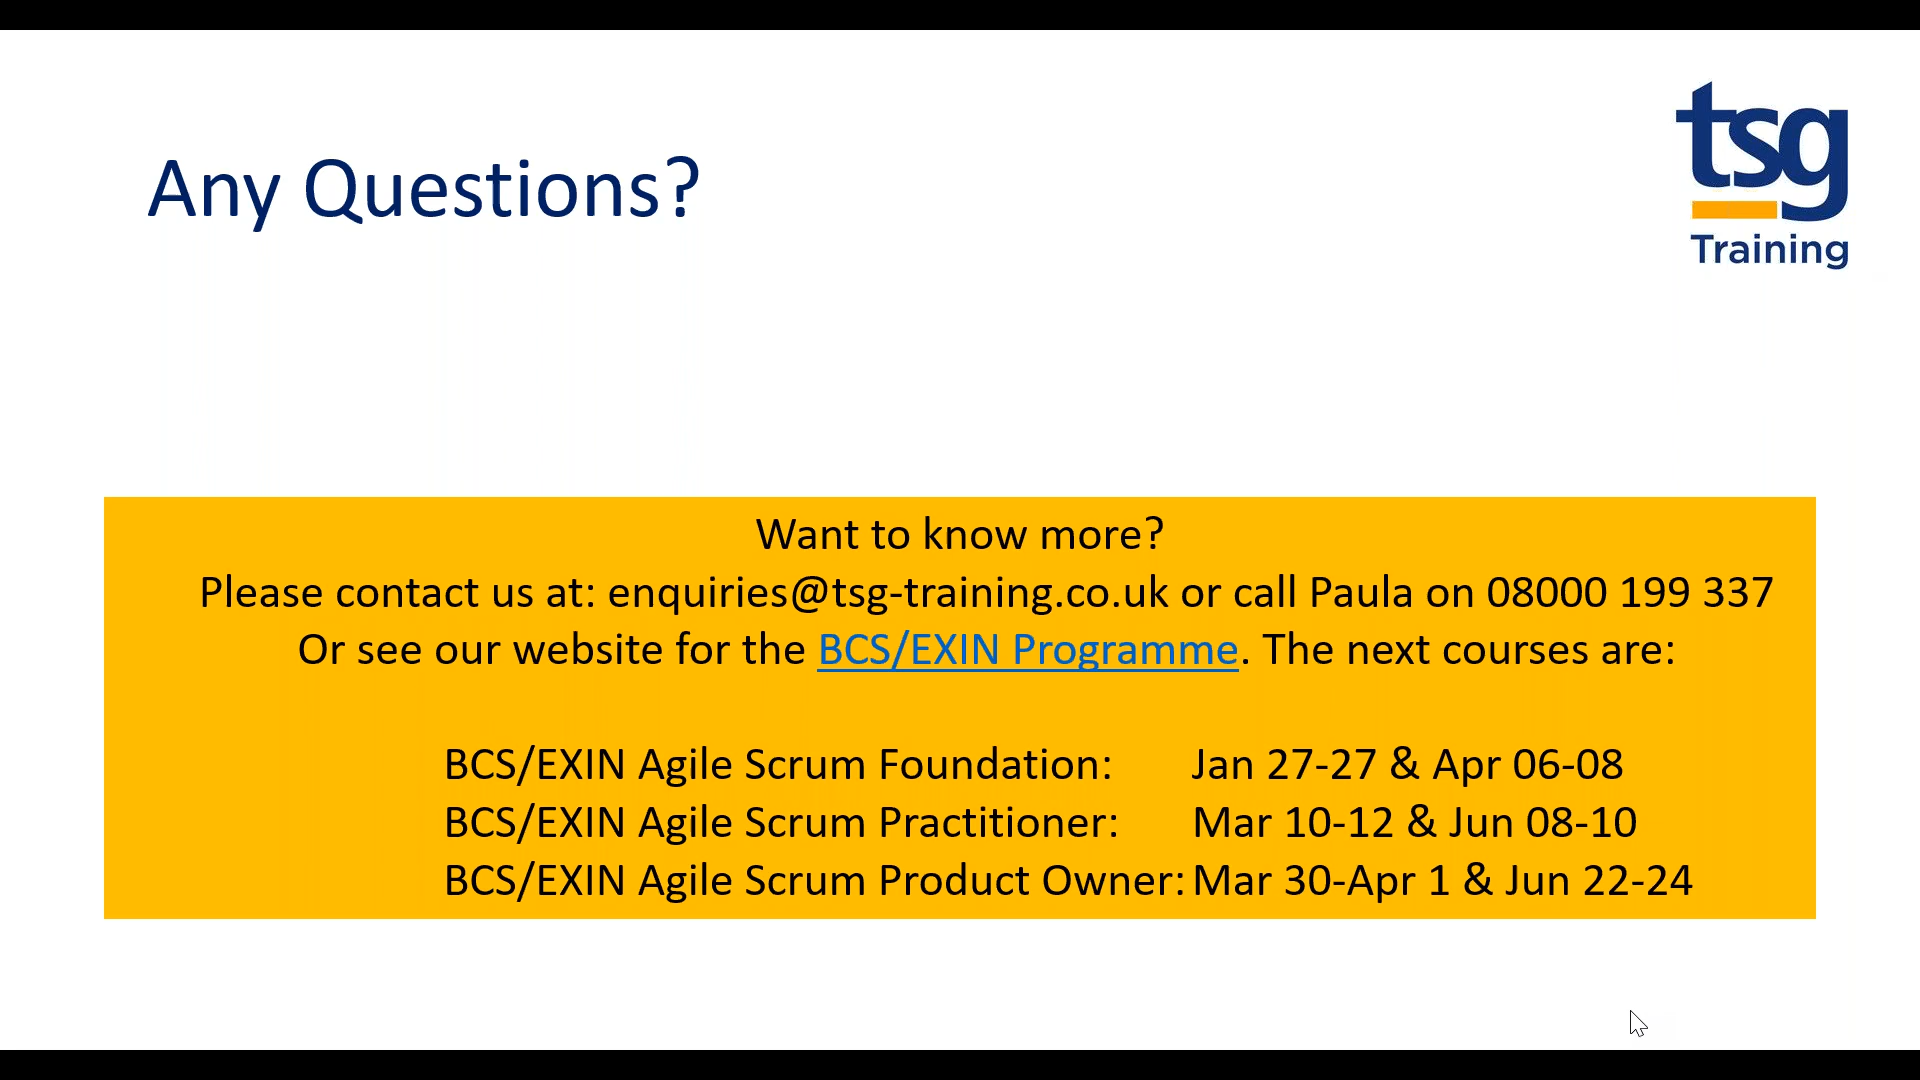 tsg
Training
Any Questions?
Want to know more?
Please contact us at: enquiries@tsg-training.co.uk or call Paula on 08000 199 337
Or see our website for the BCS/EXIN Programme. The next courses are:
BCS/EXIN Agile Scrum Foundation: Jan 27-27 & Apr 06-08
BCS/EXIN Agile Scrum Practitioner: Mar 10-12 & Jun 08-10
BCS/EXIN Agile Scrum Product Owner: Mar 30-Apr 1 & Jun 22-24